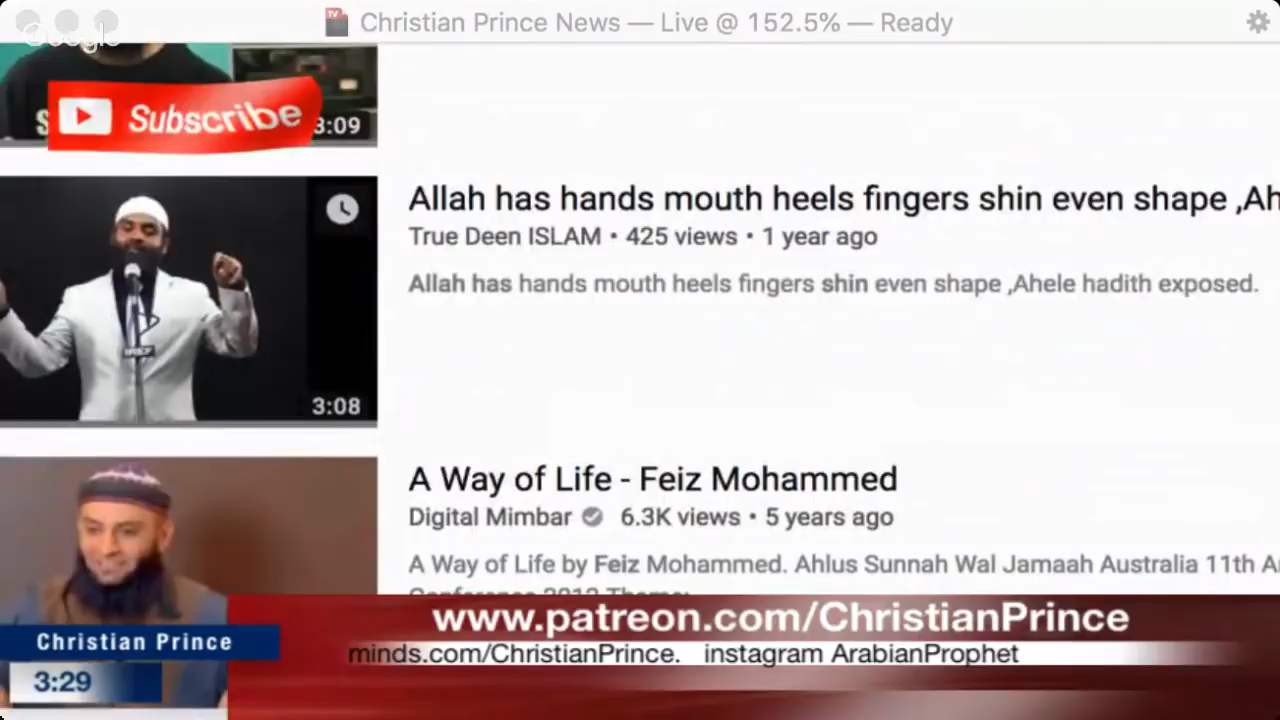 Google
Christian Prince News — Live @ 152.5% — Ready
Subscribe
3:09
Allah has hands mouth heels fingers shin even shape ,Ah
True Deen ISLAM • 425 views • 1 year ago
Allah has hands mouth heels fingers shin even shape ,Ahele hadith exposed.
3:08
A Way of Life - Feiz Mohammed
Digital Mimbar 6.3K views • 5 years ago
A Way of Life by Feiz Mohammed. Ahlus Sunnah Wal Jamaah Australia 11th A
Conference 2012 Theme:
www.patreon.com/ChristianPrince
Christian Prince
minds.com/ChristianPrince. instagram ArabianProphet
3:29